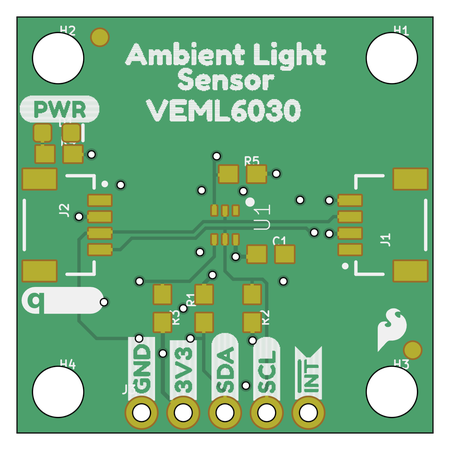 H2
H1
Ambient Light
Sensor
VEML6030
PWR
R5
J2
U1
J1
C1
R1
R3
R2
H4
H3
GND
3V3
SDA
SCL
INT